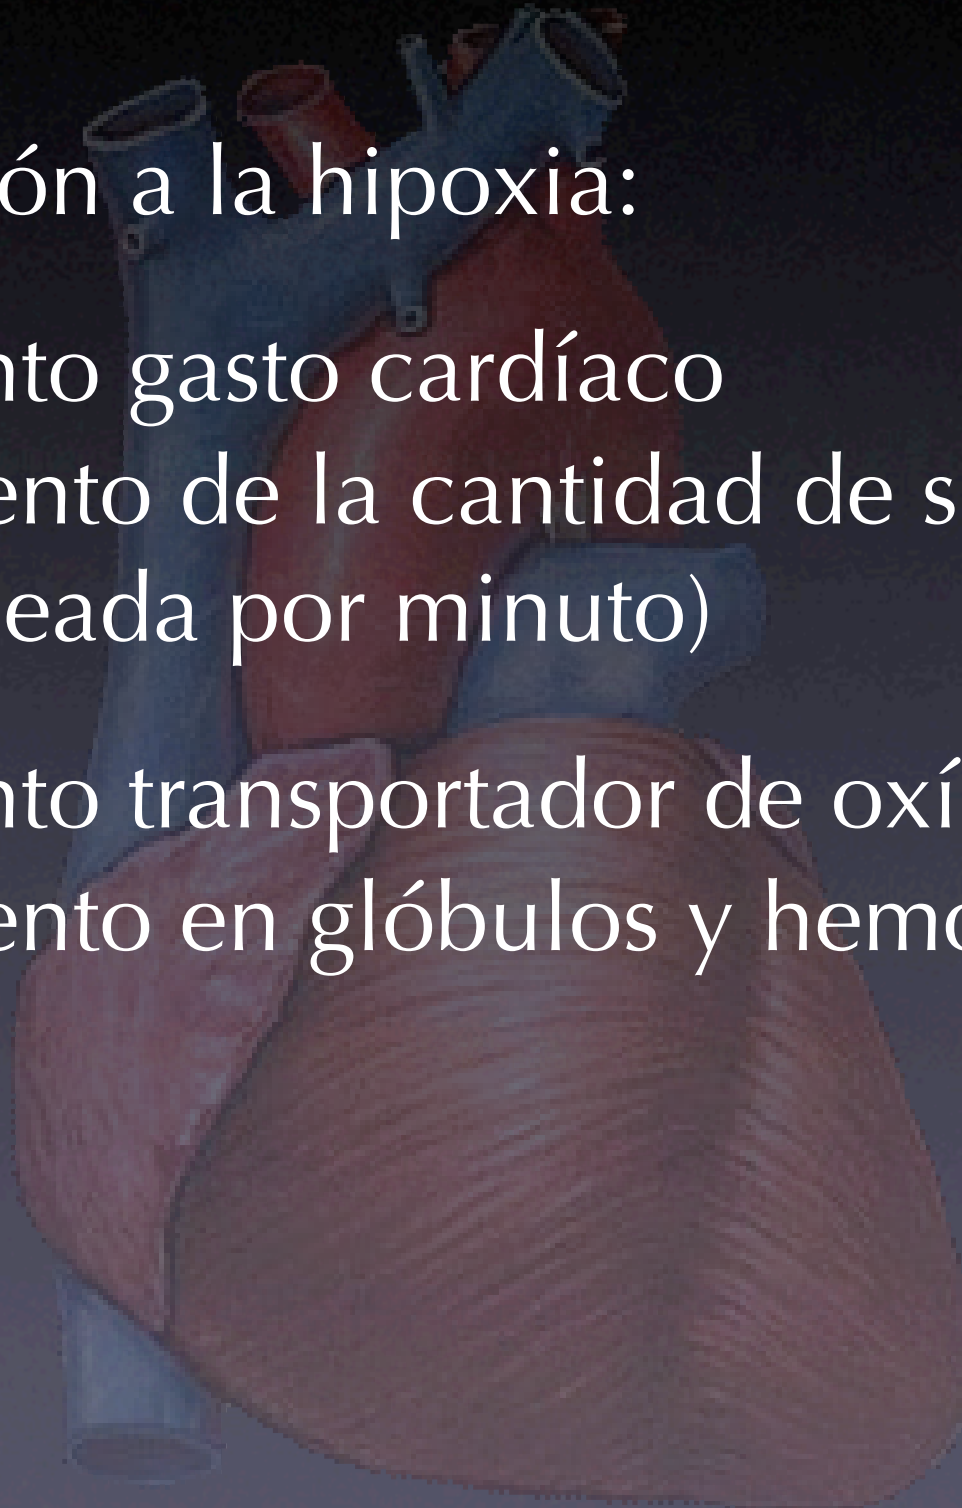 ón a la hipoxia:
nto gasto cardíaco
ento de la cantidad de s
eada por minuto)
nto transportador de oxí
ento en glóbulos y hemo